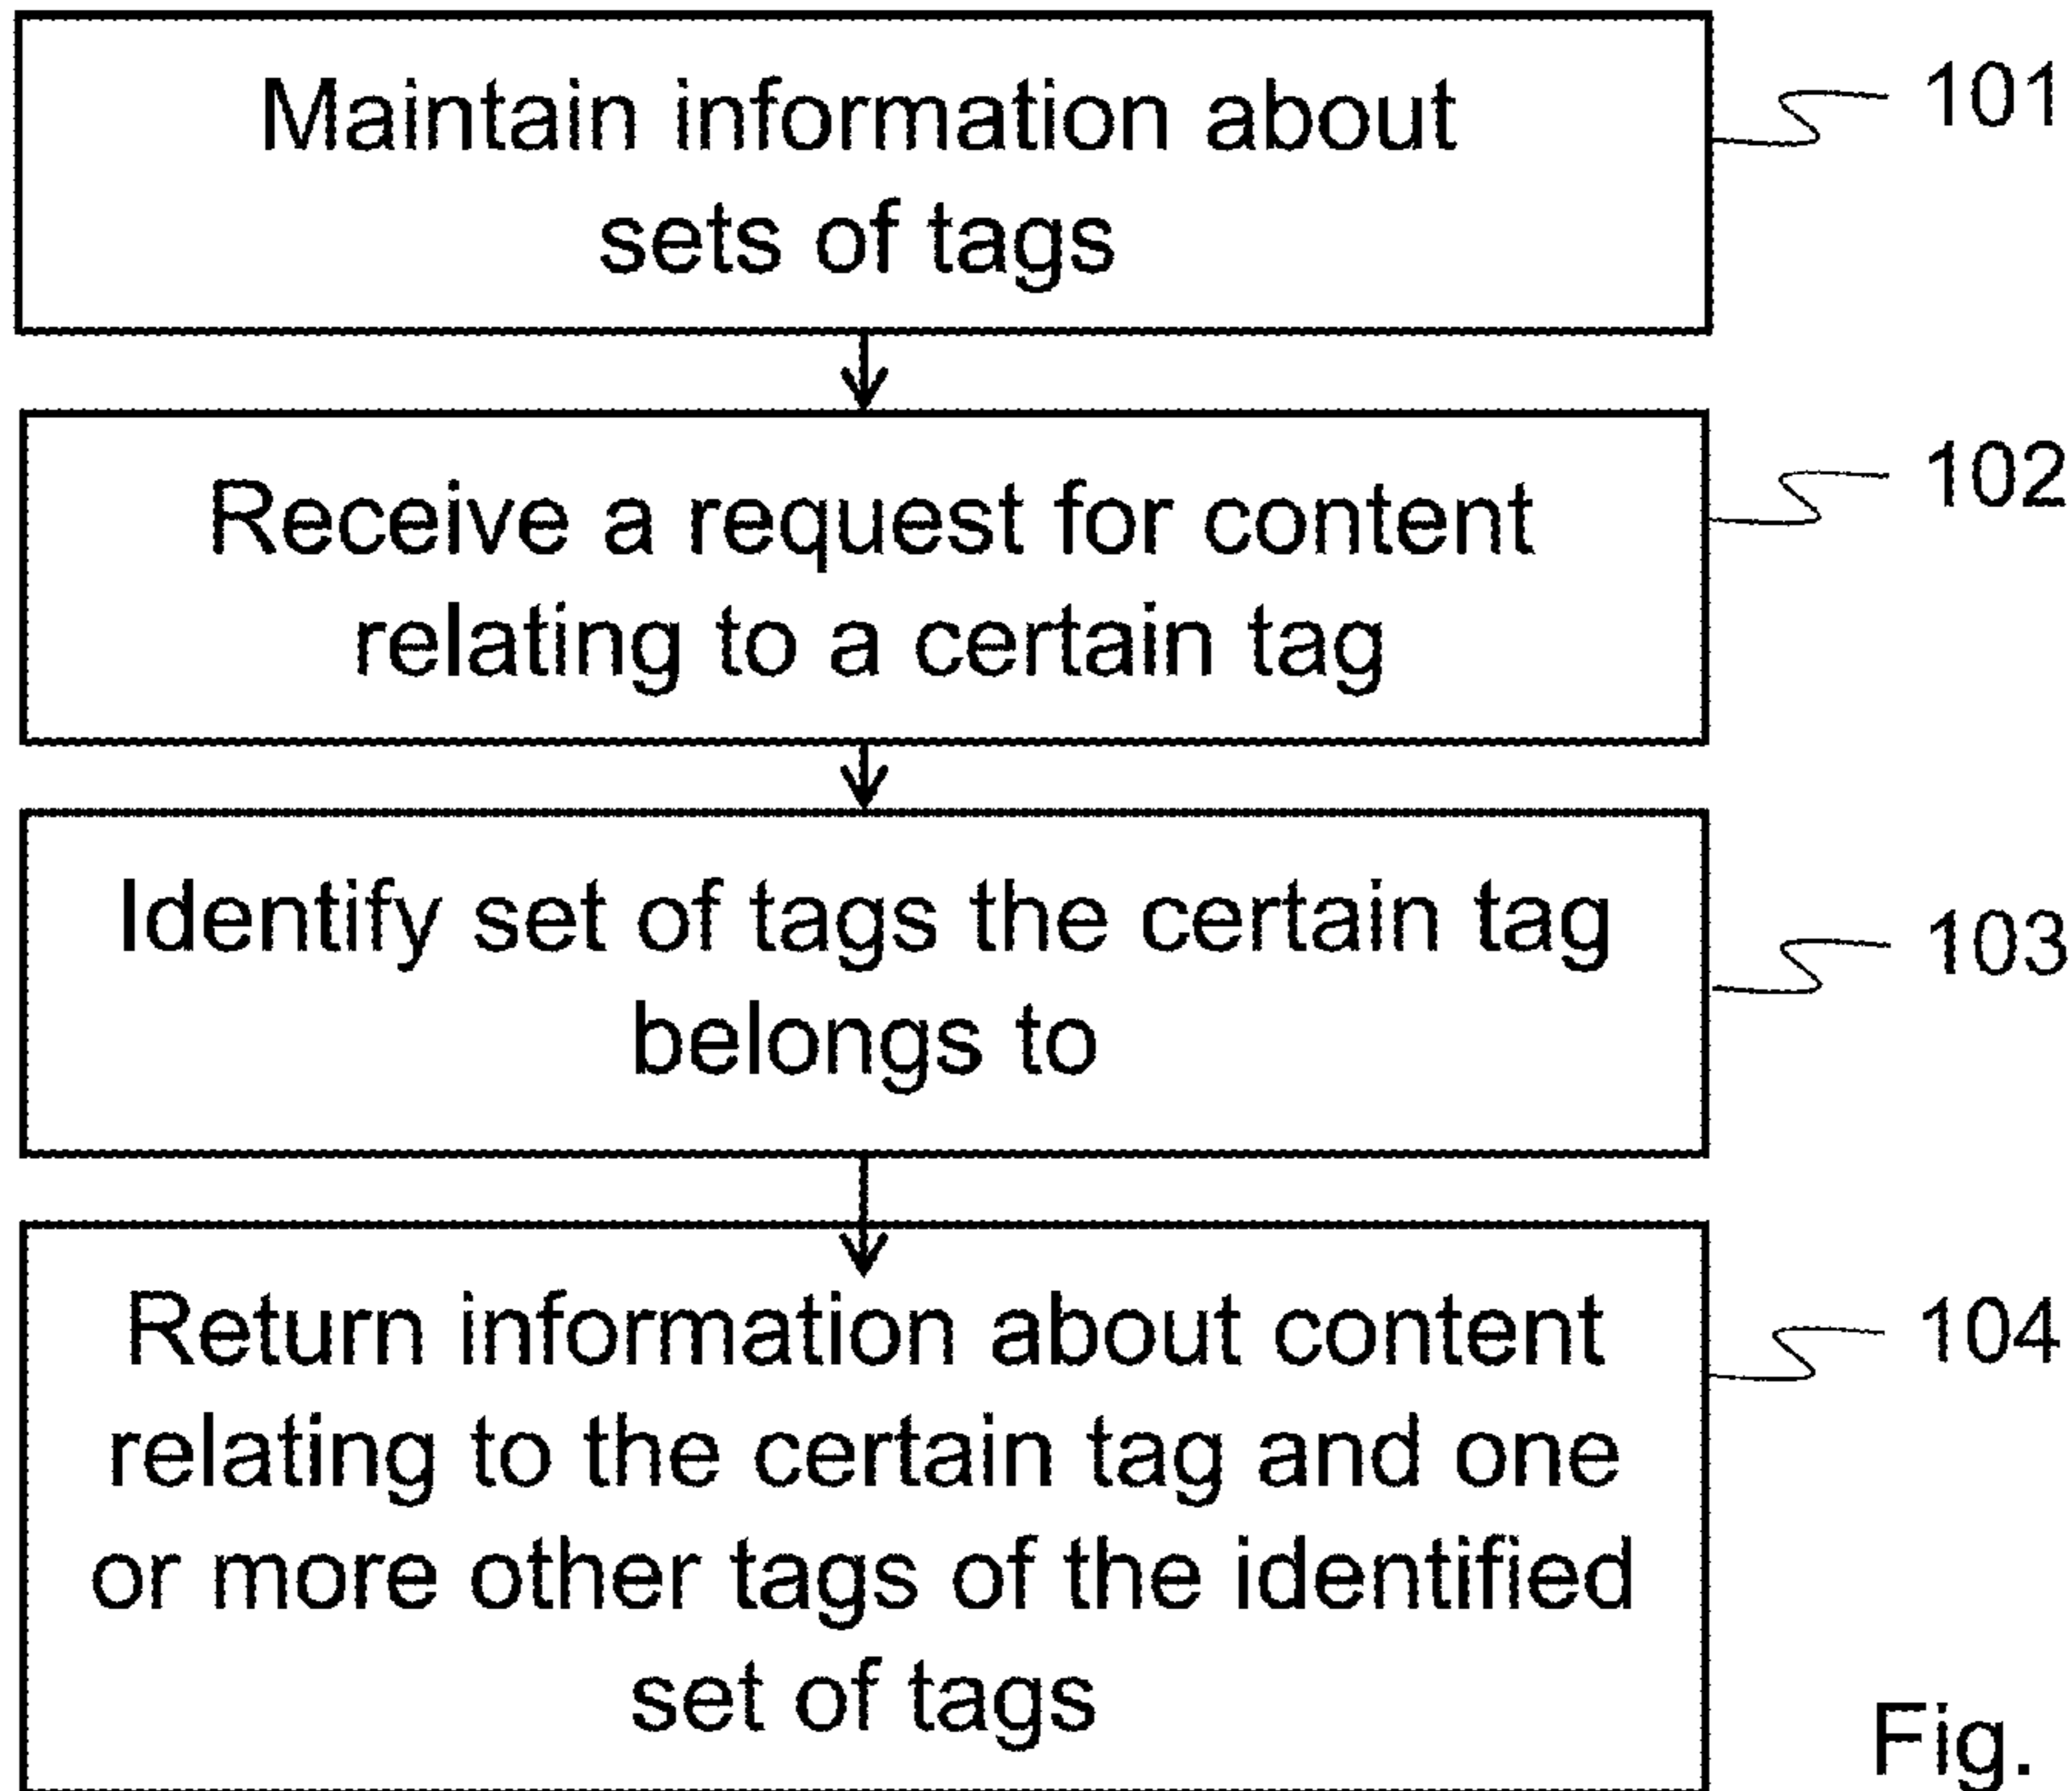 Maintain information about
sets of tags
101
Receive a request for content
relating to a certain tag
102
Identify set of tags the certain tag
belongs to
103
Return information about content
relating to the certain tag and one
or more other tags of the identified
set of tags
104
Fig.